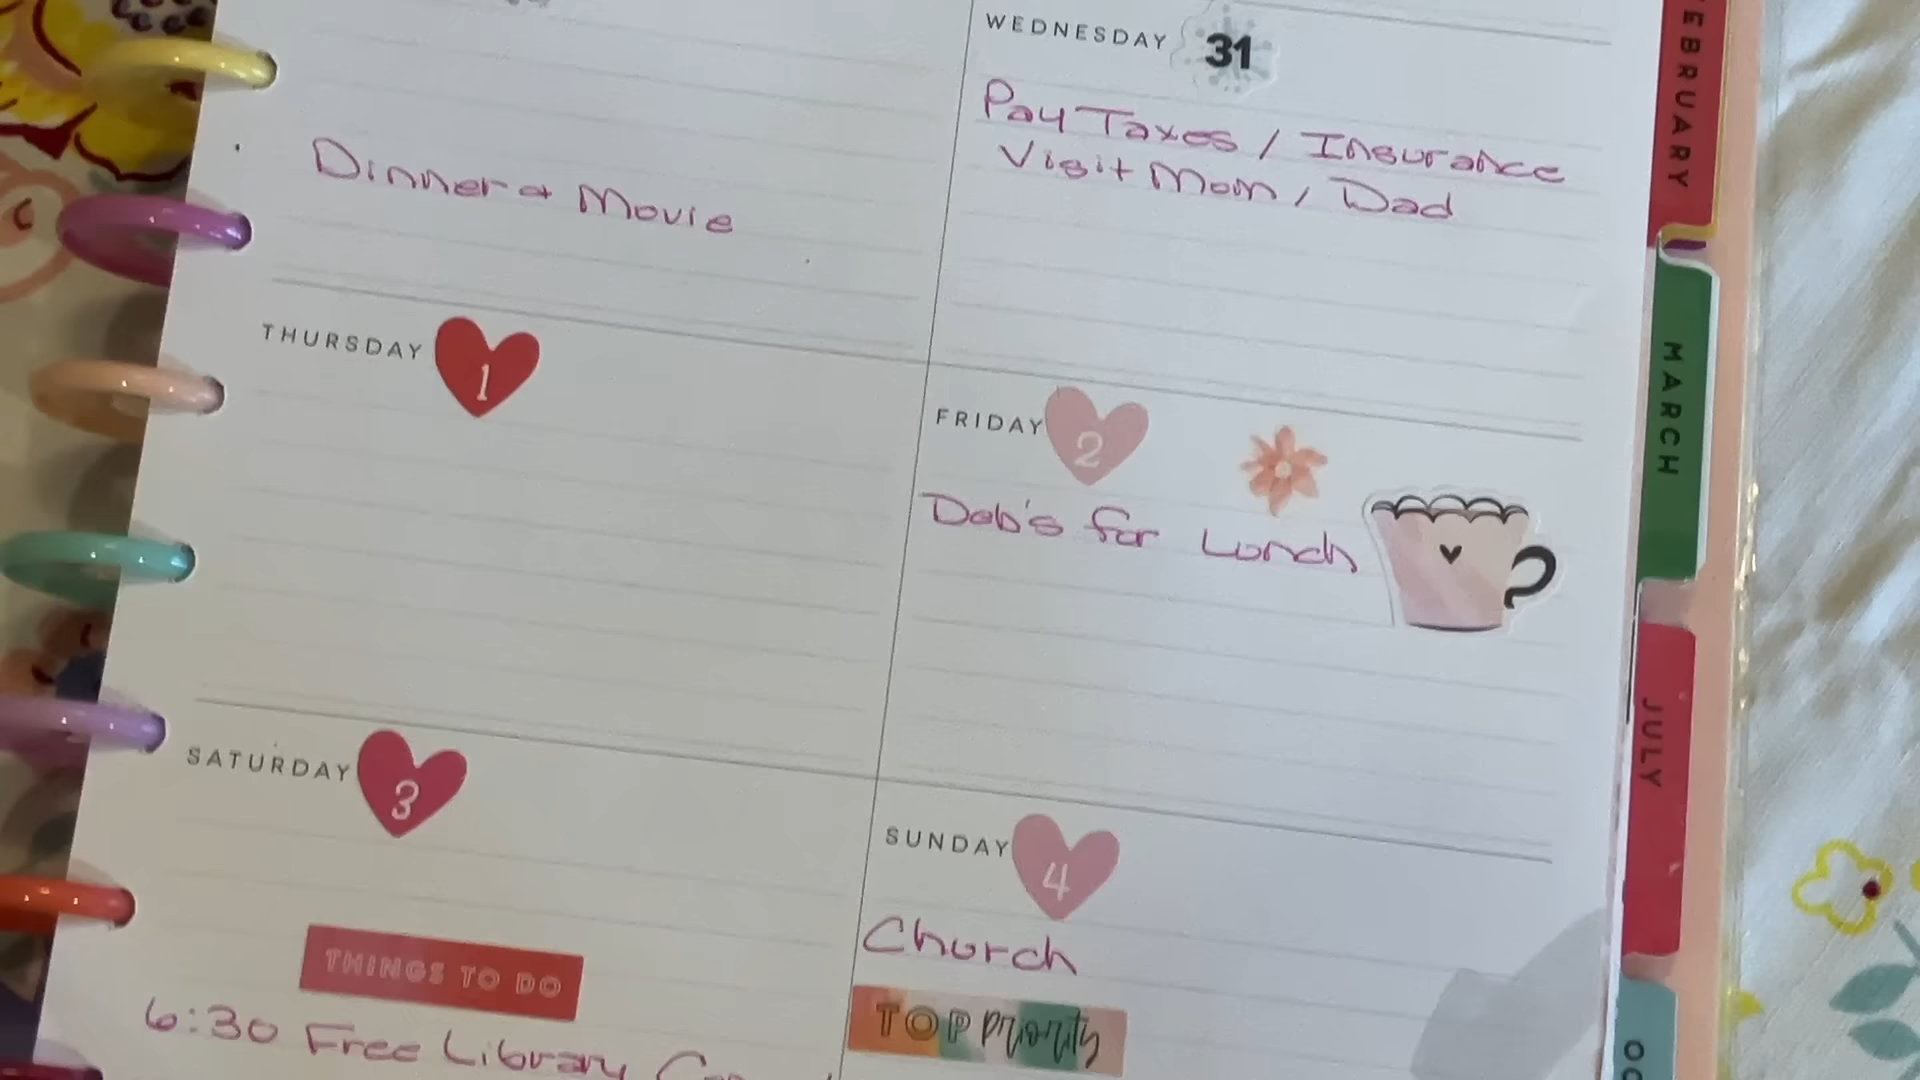 WEDNESDAY 31
Pay Taxes / Insurance
Visit Mom / Dad
Dinner + Movie
THURSDAY 1
FRIDAY 2
Deb's for Lunch
SATURDAY 3
THINGS TO DO
6:30 Free Library
SUNDAY 4
Church
TOP Priority
MARCH
JULY